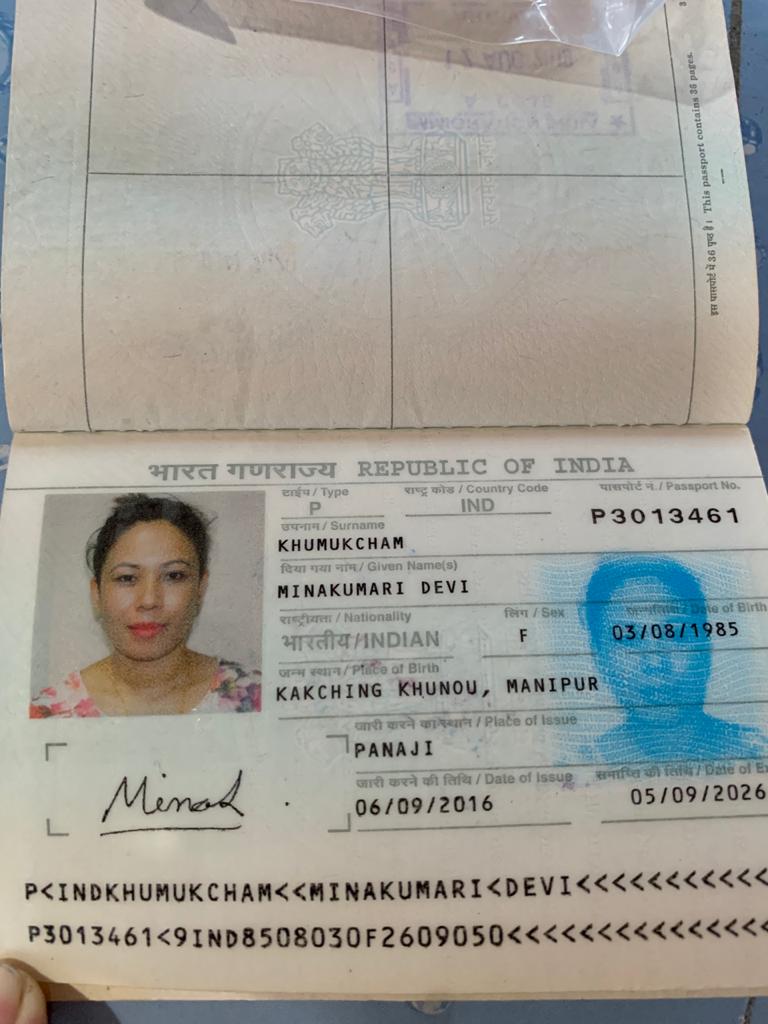 इस पासपोर्ट में 36 पृष्ठ हैं। This passport contains 36 pages.
भारत गणराज्य REPUBLIC OF INDIA
टाईप / Type राष्ट्र कोड / Country Code पासपोर्ट नं. / Passport No.
P IND P3013461
उपनाम / Surname
KHUMUKCHAM
दिया गया नाम / Given Name(s)
MINAKUMARI DEVI
राष्ट्रीयता / Nationality लिंग / Sex जन्मतिथि / Date of Birth
भारतीय/INDIAN F 03/08/1985
जन्म स्थान / Place of Birth
KAKCHING KHUNOU, MANIPUR
जारी करने का स्थान / Place of Issue
PANAJI
जारी करने की तिथि / Date of Issue समाप्ति की तिथि / Date of Ex
06/09/2016 05/09/2026
P<INDKHUMUKCHAM<<MINAKUMARI<DEVI<<<<<<<<<<<
P3013461<9IND8508030F2609050<<<<<<<<<<<<<<<